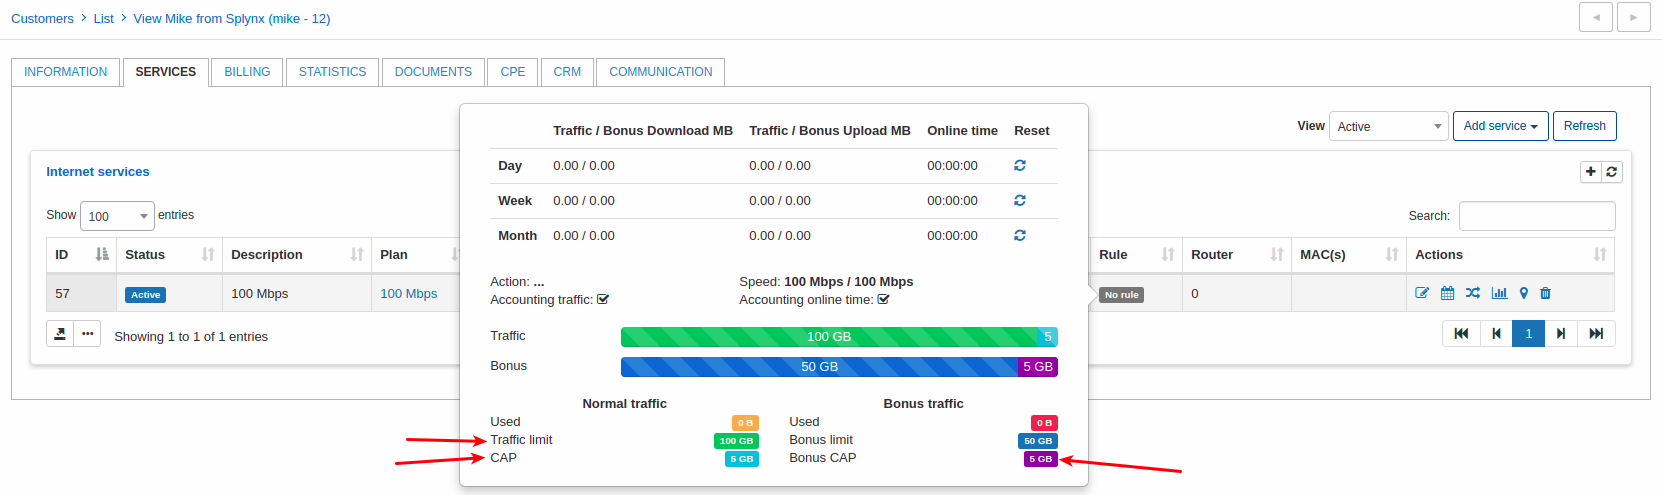 Customers > List > View Mike from Splynx (mike - 12)
INFORMATION SERVICES BILLING STATISTICS DOCUMENTS CPE CRM COMMUNICATION
View Active Add service Refresh
Internet services
Show 100 entries
Search:
ID Status Description Plan Rule Router MAC(s) Actions
57 Active 100 Mbps 100 Mbps No rule 0
Showing 1 to 1 of 1 entries
1
Traffic / Bonus Download MB Traffic / Bonus Upload MB Online time Reset
Day 0.00 / 0.00 0.00 / 0.00 00:00:00
Week 0.00 / 0.00 0.00 / 0.00 00:00:00
Month 0.00 / 0.00 0.00 / 0.00 00:00:00
Action: ... Speed: 100 Mbps / 100 Mbps
Accounting traffic: Accounting online time:
Traffic 100 GB 5
Bonus 50 GB 5 GB
Normal traffic Bonus traffic
Used 0 B Used 0 B
Traffic limit 100 GB Bonus limit 50 GB
CAP 5 GB Bonus CAP 5 GB